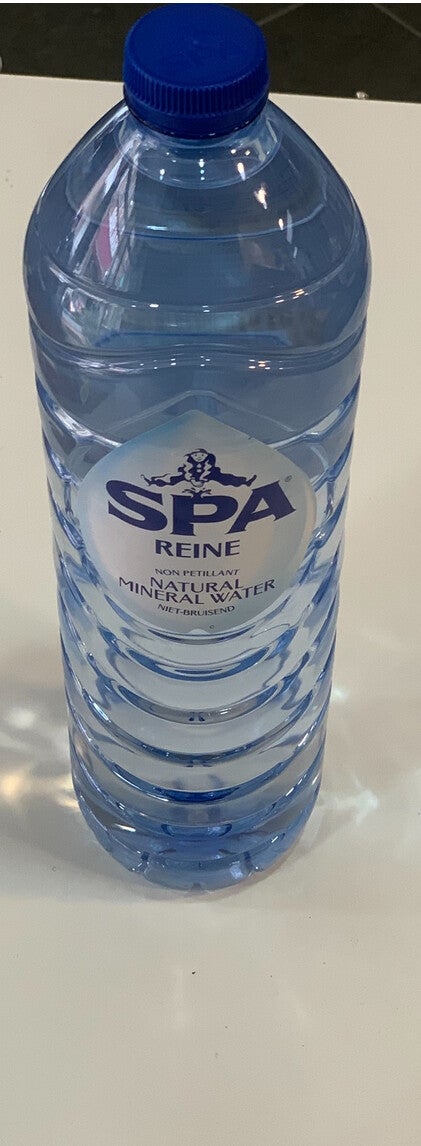 SPA
REINE
NON PETILLANT
NATURAL
MINERAL WATER
NIET-BRUISEND